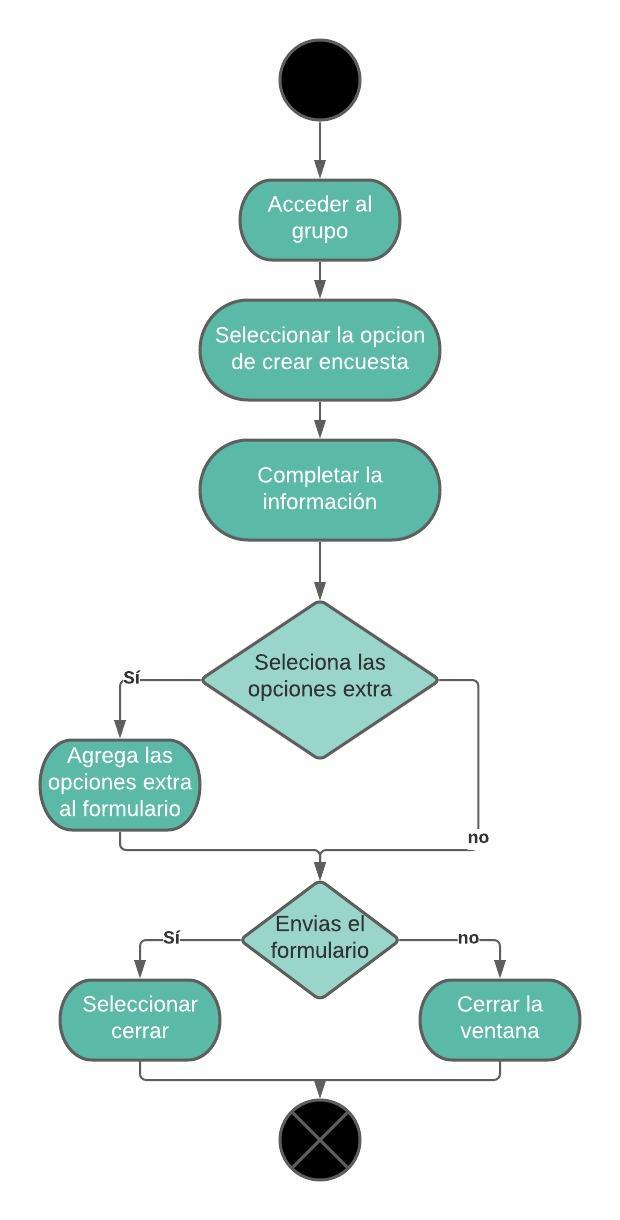 Acceder al
grupo
Seleccionar la opcion
de crear encuesta
Completar la
información
Seleciona las
opciones extra
Sí
Agrega las
opciones extra
al formulario
no
Envias el
formulario
Sí
no
Seleccionar
cerrar
Cerrar la
ventana